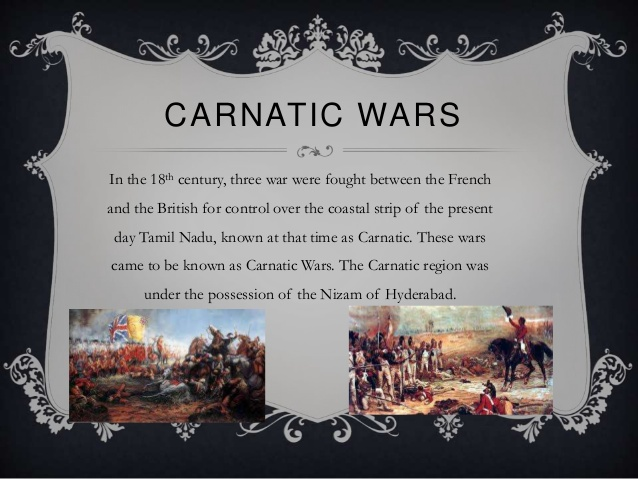 CARNATIC WARS
In the 18th century, three war were fought between the French
and the British for control over the coastal strip of the present
day Tamil Nadu, known at that time as Carnatic. These wars
came to be known as Carnatic Wars. The Carnatic region was
under the possession of the Nizam of Hyderabad.